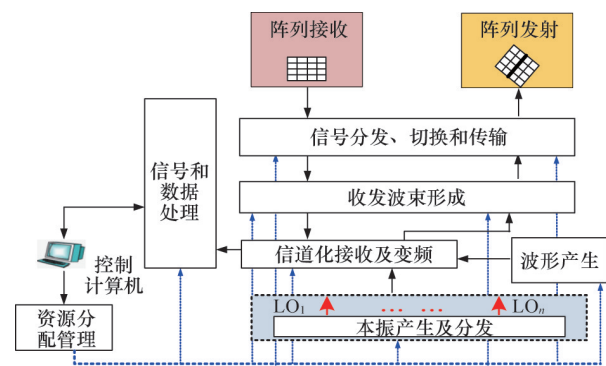 阵列接收
阵列发射
信号分发、切换和传输
信号和
数据
处理
收发波束形成
信道化接收及变频
波形产生
控制
计算机
LO1 … … LOn
本振产生及分发
资源分
配管理